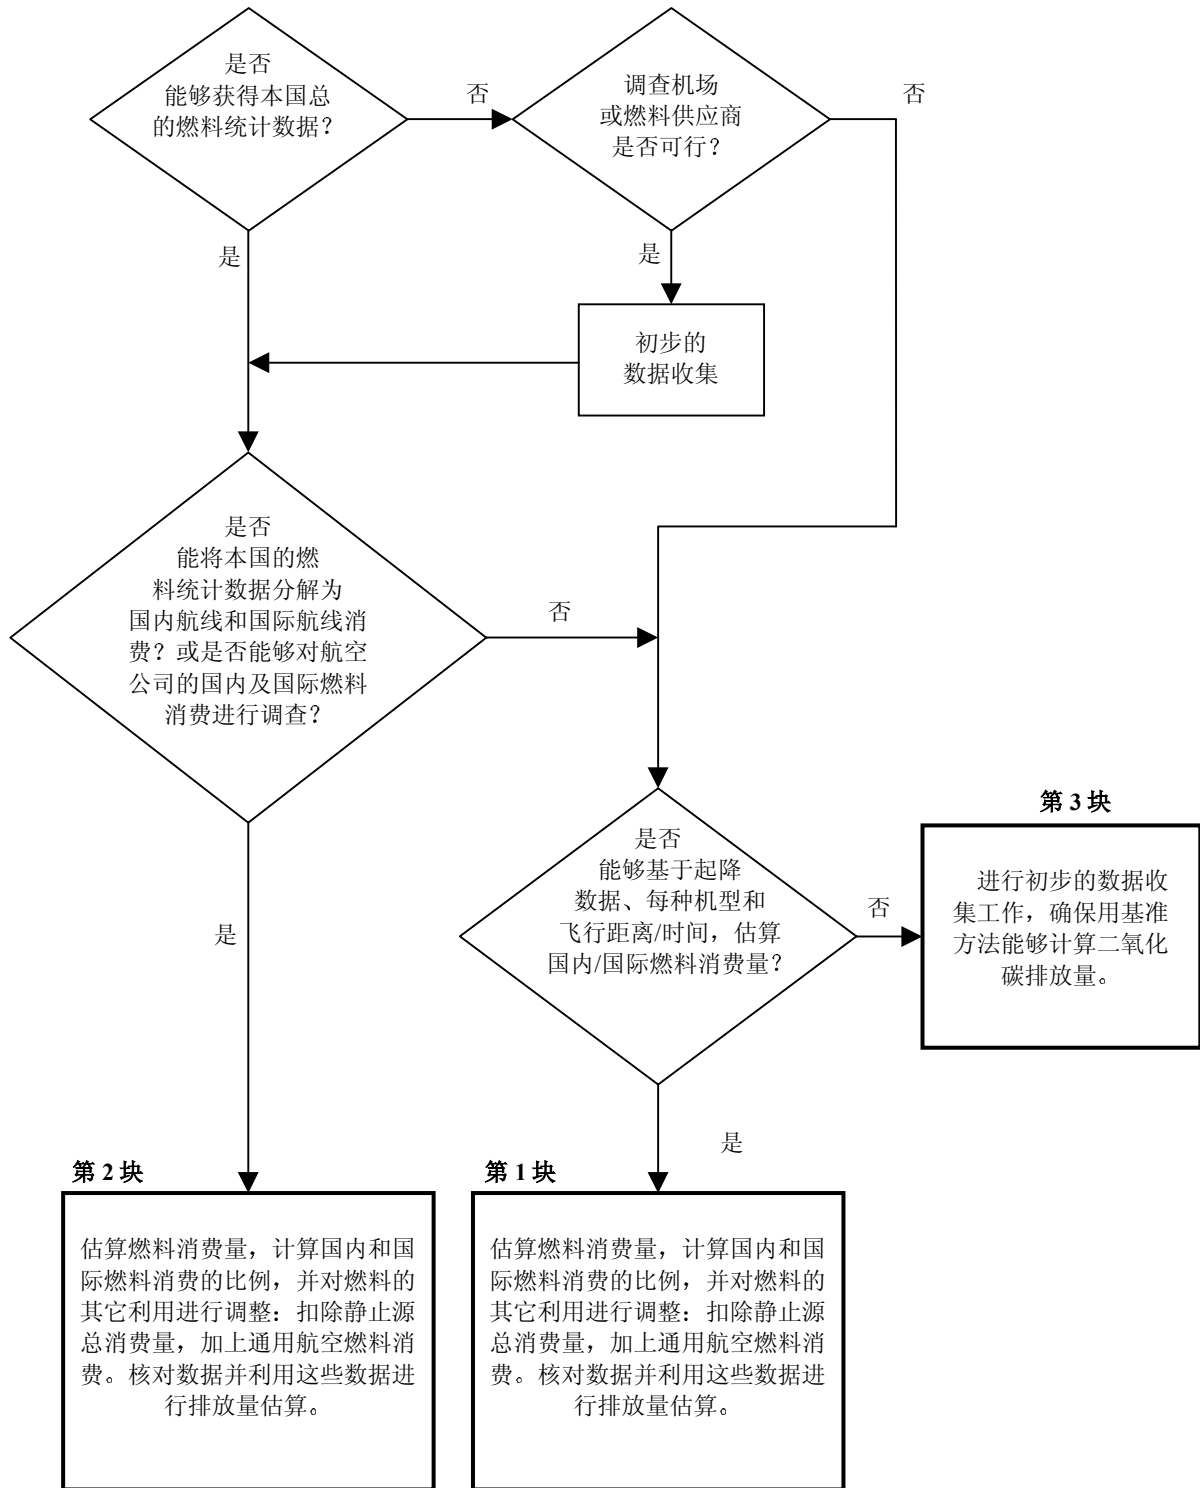 是否
能够获得本国总
的燃料统计数据？
否
调查机场
或燃料供应商
是否可行？
否
是
是
初步的
数据收集
是否
能将本国的燃
料统计数据分解为
国内航线和国际航线消
费？或是否能够对航空
公司的国内及国际燃料
消费进行调查？
否
是
是否
能够基于起降
数据、每种机型和
飞行距离/时间，估算
国内/国际燃料消费量？
否
第 3 块
进行初步的数据收
集工作，确保用基准
方法能够计算二氧化
碳排放量。
是
第 2 块
估算燃料消费量，计算国内和国
际燃料消费的比例，并对燃料的
其它利用进行调整：扣除静止源
总消费量，加上通用航空燃料消
费。核对数据并利用这些数据进
行排放量估算。
第 1 块
估算燃料消费量，计算国内和国
际燃料消费的比例，并对燃料的
其它利用进行调整：扣除静止源
总消费量，加上通用航空燃料消
费。核对数据并利用这些数据进
行排放量估算。